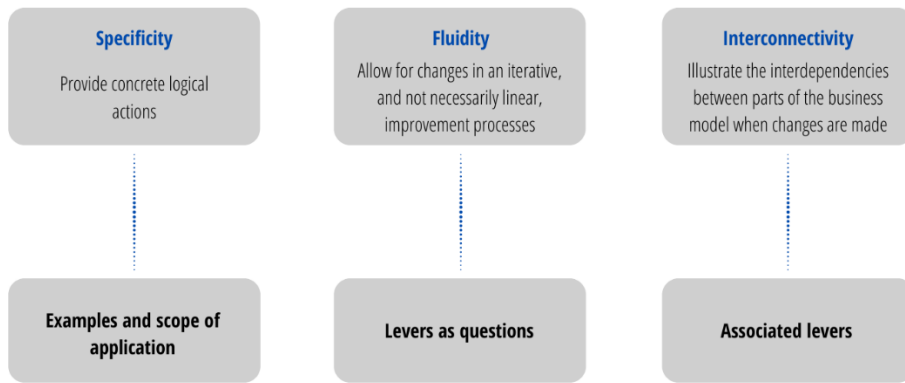 Specificity
Provide concrete logical
actions
Fluidity
Allow for changes in an iterative,
and not necessarily linear,
improvement processes
Interconnectivity
Illustrate the interdependencies
between parts of the business
model when changes are made
Examples and scope of
application
Levers as questions
Associated levers